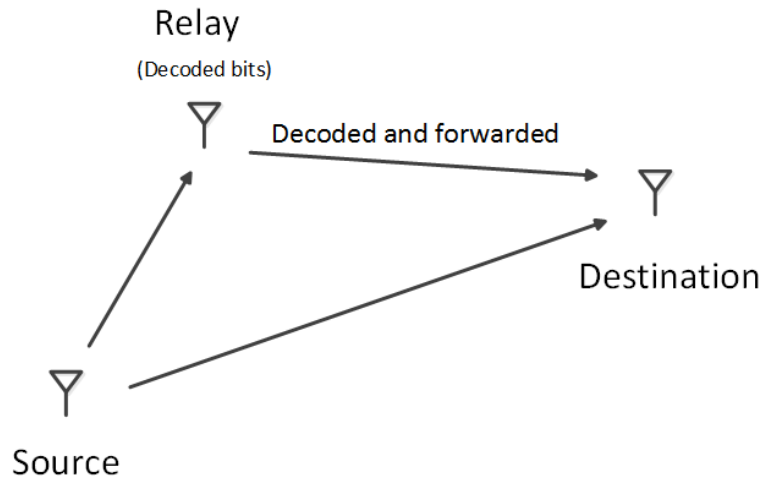 Relay
(Decoded bits)
Decoded and forwarded
Destination
Source